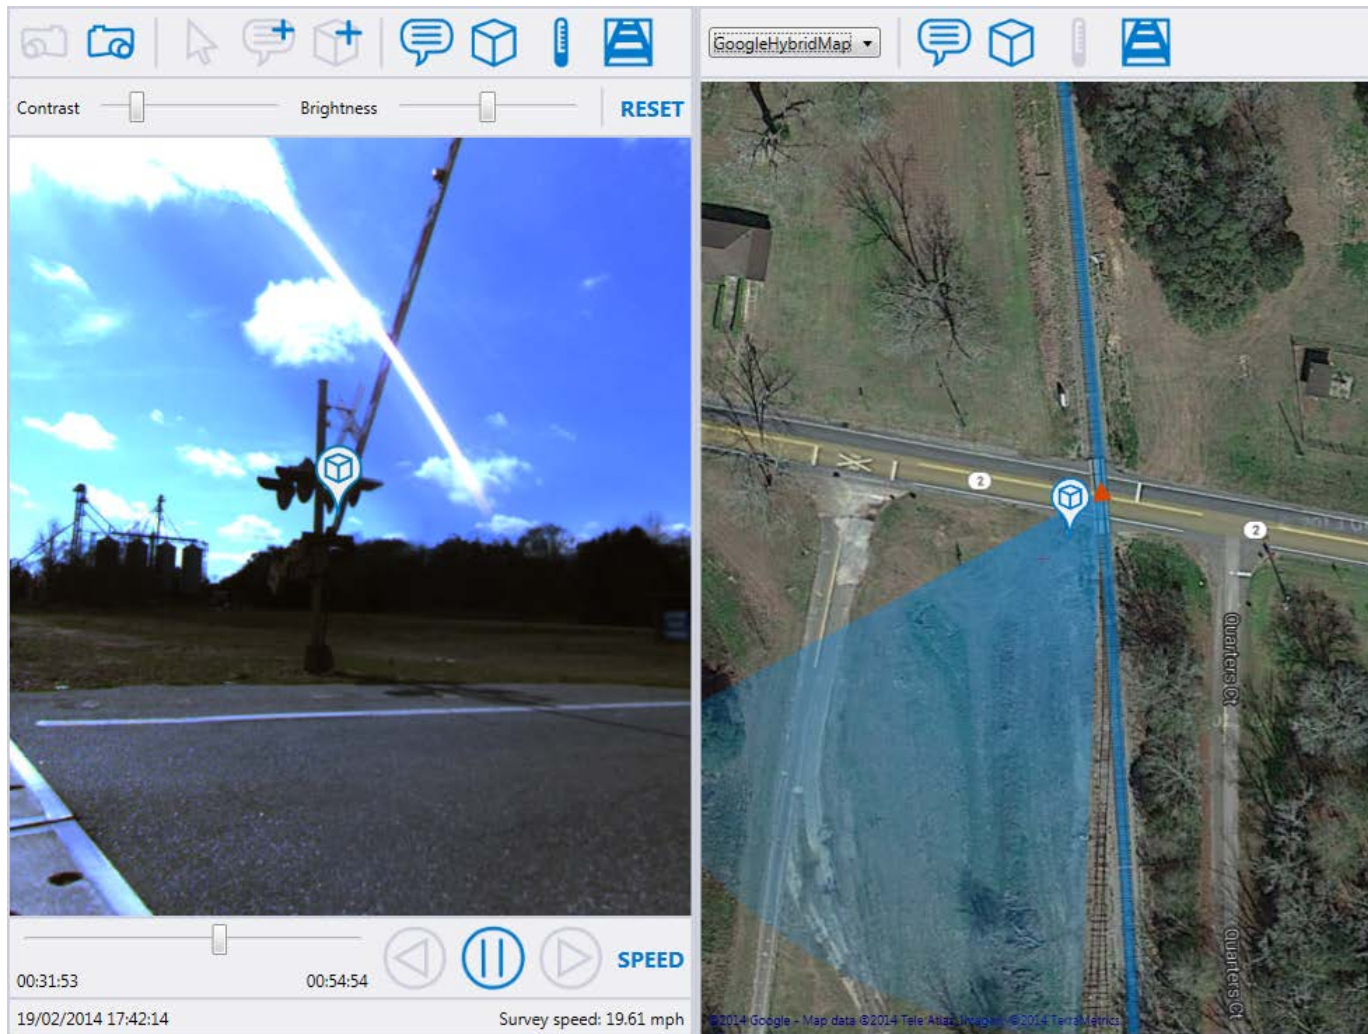 GoogleHybridMap
Contrast
Brightness
RESET
2
2
Quarters Ct
Quarters Ct
00:31:53
00:54:54
SPEED
19/02/2014 17:42:14
Survey speed: 19.61 mph
©2014 Google - Map data ©2014 Tele Atlas, Imagery ©2014 TerraMetrics